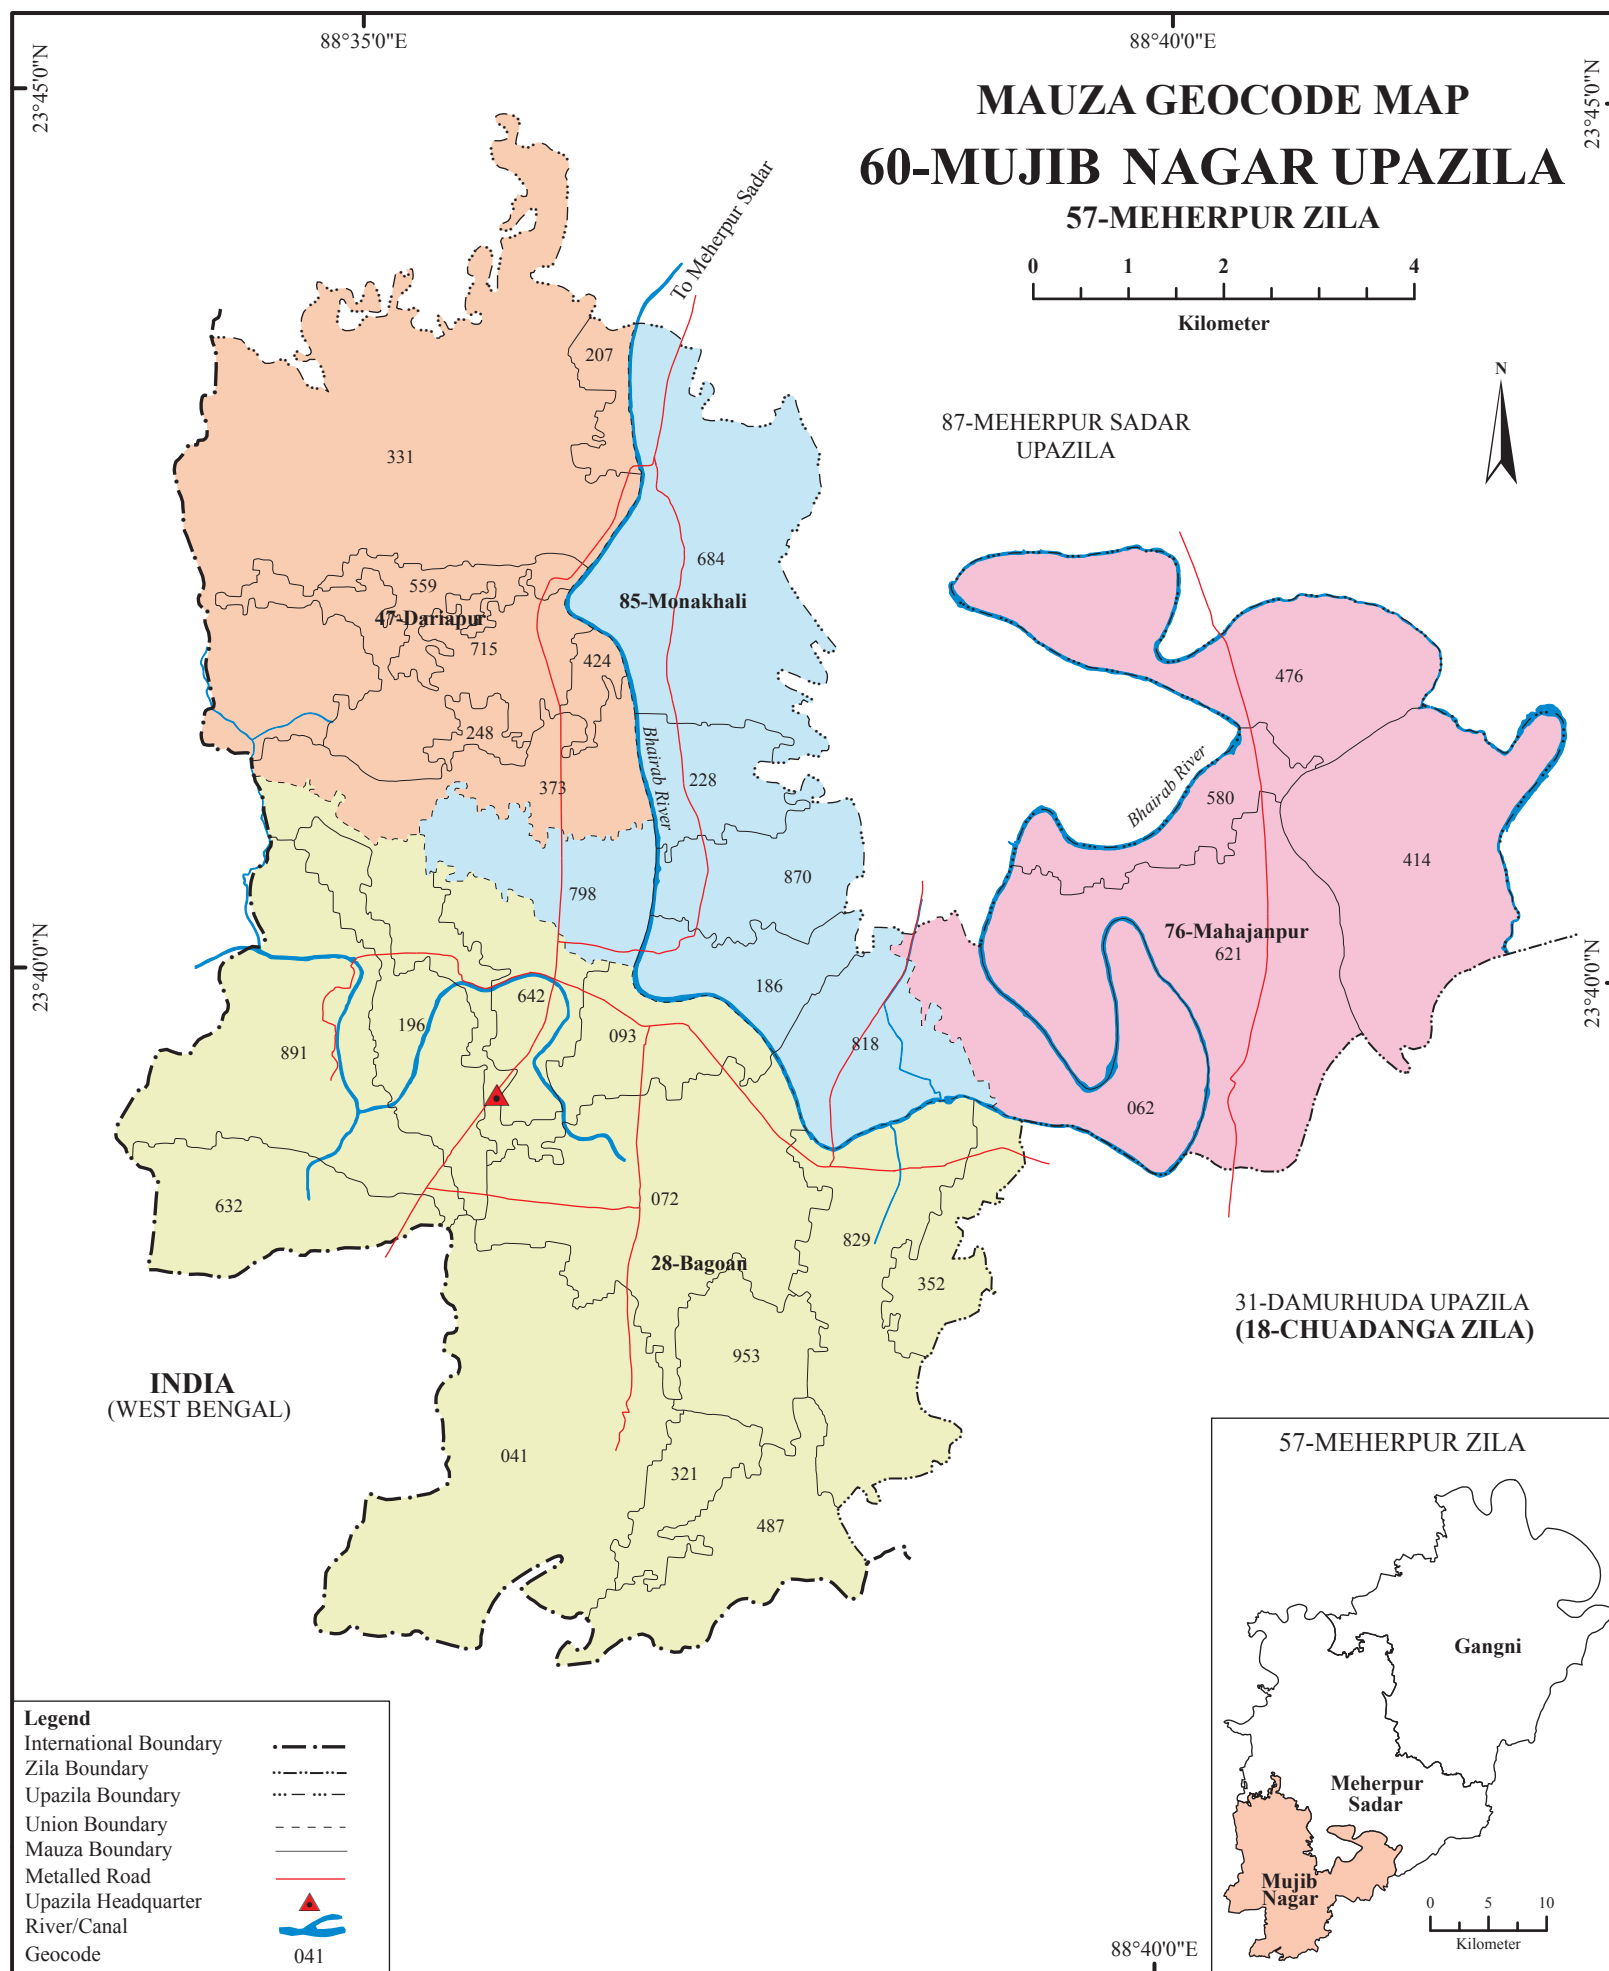 88°35'0"E
88°40'0"E
23°45'0"N
23°45'0"N
MAUZA GEOCODE MAP
60-MUJIB NAGAR UPAZILA
57-MEHERPUR ZILA
0 1 2 4
Kilometer
To Meherpur Sadar
N
87-MEHERPUR SADAR
UPAZILA
207
331
684
559
47-Dariapur
85-Monakhali
715
424
476
248
Bhairab River
228
373
Bhairab River
580
414
870
798
76-Mahajanpur
621
23°40'0"N
23°40'0"N
186
642
196
093
891
818
062
632
072
829
28-Bagoan
352
31-DAMURHUDA UPAZILA
(18-CHUADANGA ZILA)
953
INDIA
(WEST BENGAL)
041
321
487
57-MEHERPUR ZILA
Gangni
Meherpur
Sadar
Mujib
Nagar
0 5 10
Kilometer
Legend
International Boundary
Zila Boundary
Upazila Boundary
Union Boundary
Mauza Boundary
Metalled Road
Upazila Headquarter
River/Canal
Geocode 041
88°40'0"E